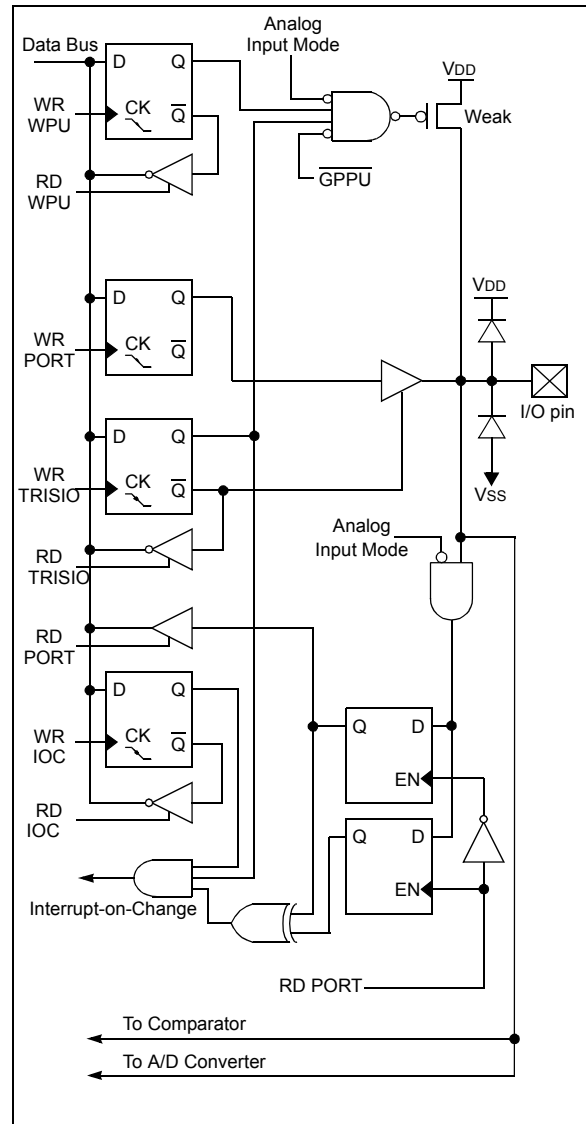 Analog
Input Mode
Data Bus
D Q
WR
WPU
CK
Q
VDD
Weak
RD
WPU
GPPU
D Q
WR
PORT
CK
Q
VDD
I/O pin
D Q
WR
TRISIO
CK
Q
VSS
RD
TRISIO
Analog
Input Mode
RD
PORT
D Q
WR
IOC
CK
Q
Q D
EN
RD
IOC
Q D
EN
Interrupt-on-Change
RD PORT
To Comparator
To A/D Converter